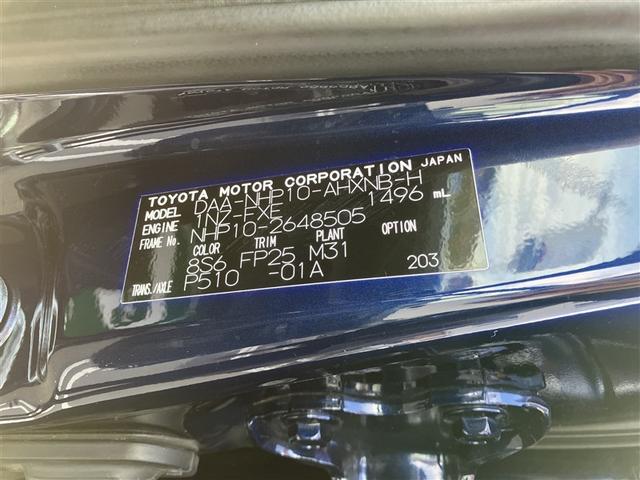 TOYOTA MOTOR CORPORATION JAPAN
MODEL DAA-NHP10-AHXNB-H
1NZ-FXE 1496 mL
FRAME No. NHP10-2648505
COLOR TRIM PLANT OPTION
8S6 FP25 M31
TRANS./AXLE P510 -01A 203